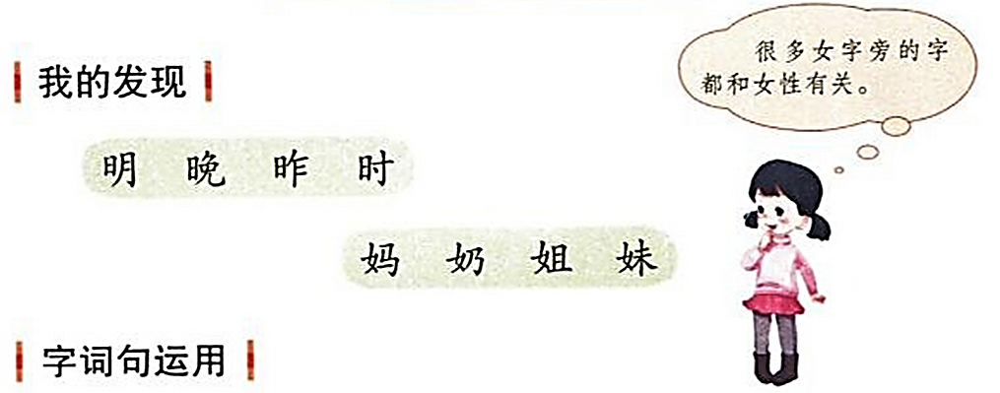 我的发现
很多女字旁的字
都和女性有关。
明 晚 昨 时
妈 奶 姐 妹
字词句运用